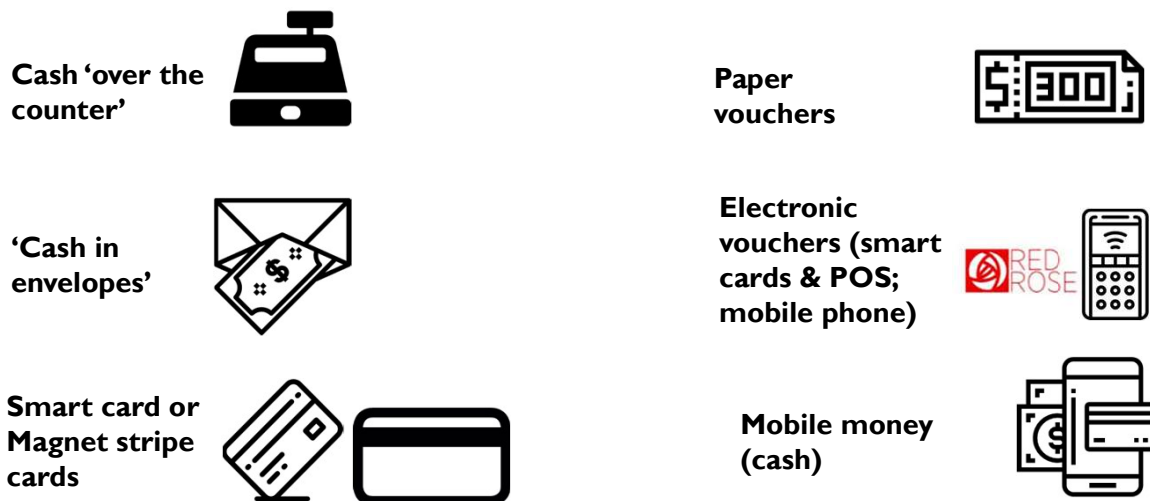 Cash ‘over the
counter’
‘Cash in
envelopes’
$
Smart card or
Magnet stripe
cards
Paper
vouchers
$ 300
Electronic
vouchers (smart
cards & POS;
mobile phone)
RED
ROSE
Mobile money
(cash)
$